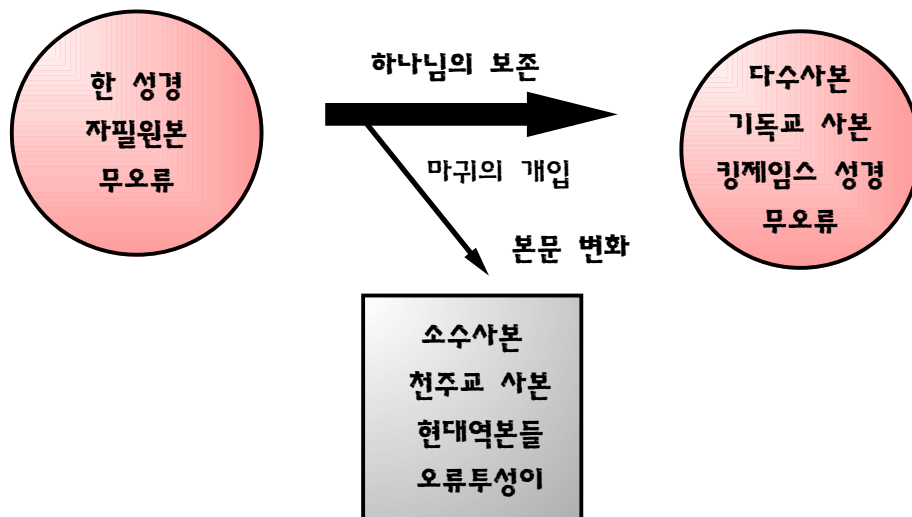 한 성경
자필원본
무오류
하나님의 보존
마귀의 개입
본문 변화
다수사본
기독교 사본
킹제임스 성경
무오류
소수사본
천주교 사본
현대역본들
오류투성이